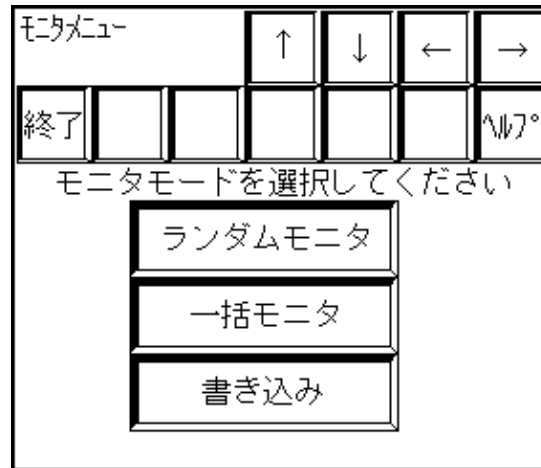 ﾓﾆﾀﾒﾆｭｰ
↑ ↓ ← →
終了 ﾍﾙﾌﾟ
モニタモードを選択してください
ランダムモニタ
一括モニタ
書き込み